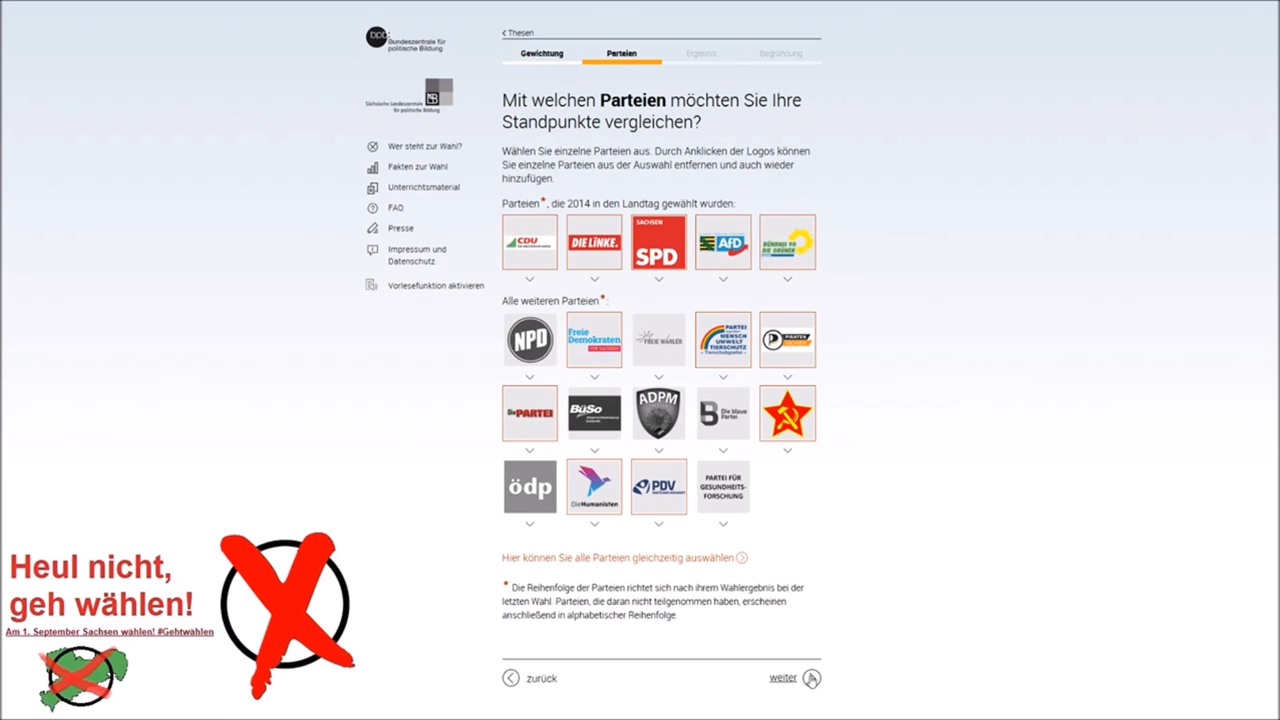 bpb:
Bundeszentrale für
politische Bildung
Sächsische Landeszentrale
für politische Bildung
Wer steht zur Wahl?
Fakten zur Wahl
Unterrichtsmaterial
FAQ
Presse
Impressum und
Datenschutz
Vorlesefunktion aktivieren
Thesen
Gewichtung Parteien Ergebnis Begründung
Mit welchen Parteien möchten Sie Ihre
Standpunkte vergleichen?
Wählen Sie einzelne Parteien aus. Durch Anklicken der Logos können
Sie einzelne Parteien aus der Auswahl entfernen und auch wieder
hinzufügen.
Parteien*, die 2014 in den Landtag gewählt wurden:
CDU
DIE LINKE.
SACHSEN
SPD
AfD
BÜNDNIS 90
DIE GRÜNEN
Alle weiteren Parteien*:
NPD
Freie
Demokraten
FREIE WÄHLER
PARTEI
MENSCH
UMWELT
TIERSCHUTZ
- Tierschutzpartei -
PIRATEN
Die PARTEI
BüSo
ADPM
Die blaue
Partei
ödp
DieHumanisten
PDV
PARTEI FÜR
GESUNDHEITS-
FORSCHUNG
Hier können Sie alle Parteien gleichzeitig auswählen
* Die Reihenfolge der Parteien richtet sich nach ihrem Wahlergebnis bei der
letzten Wahl. Parteien, die daran nicht teilgenommen haben, erscheinen
anschließend in alphabetischer Reihenfolge.
zurück weiter
Heul nicht,
geh wählen!
Am 1. September Sachsen wählen! #Gehtwählen